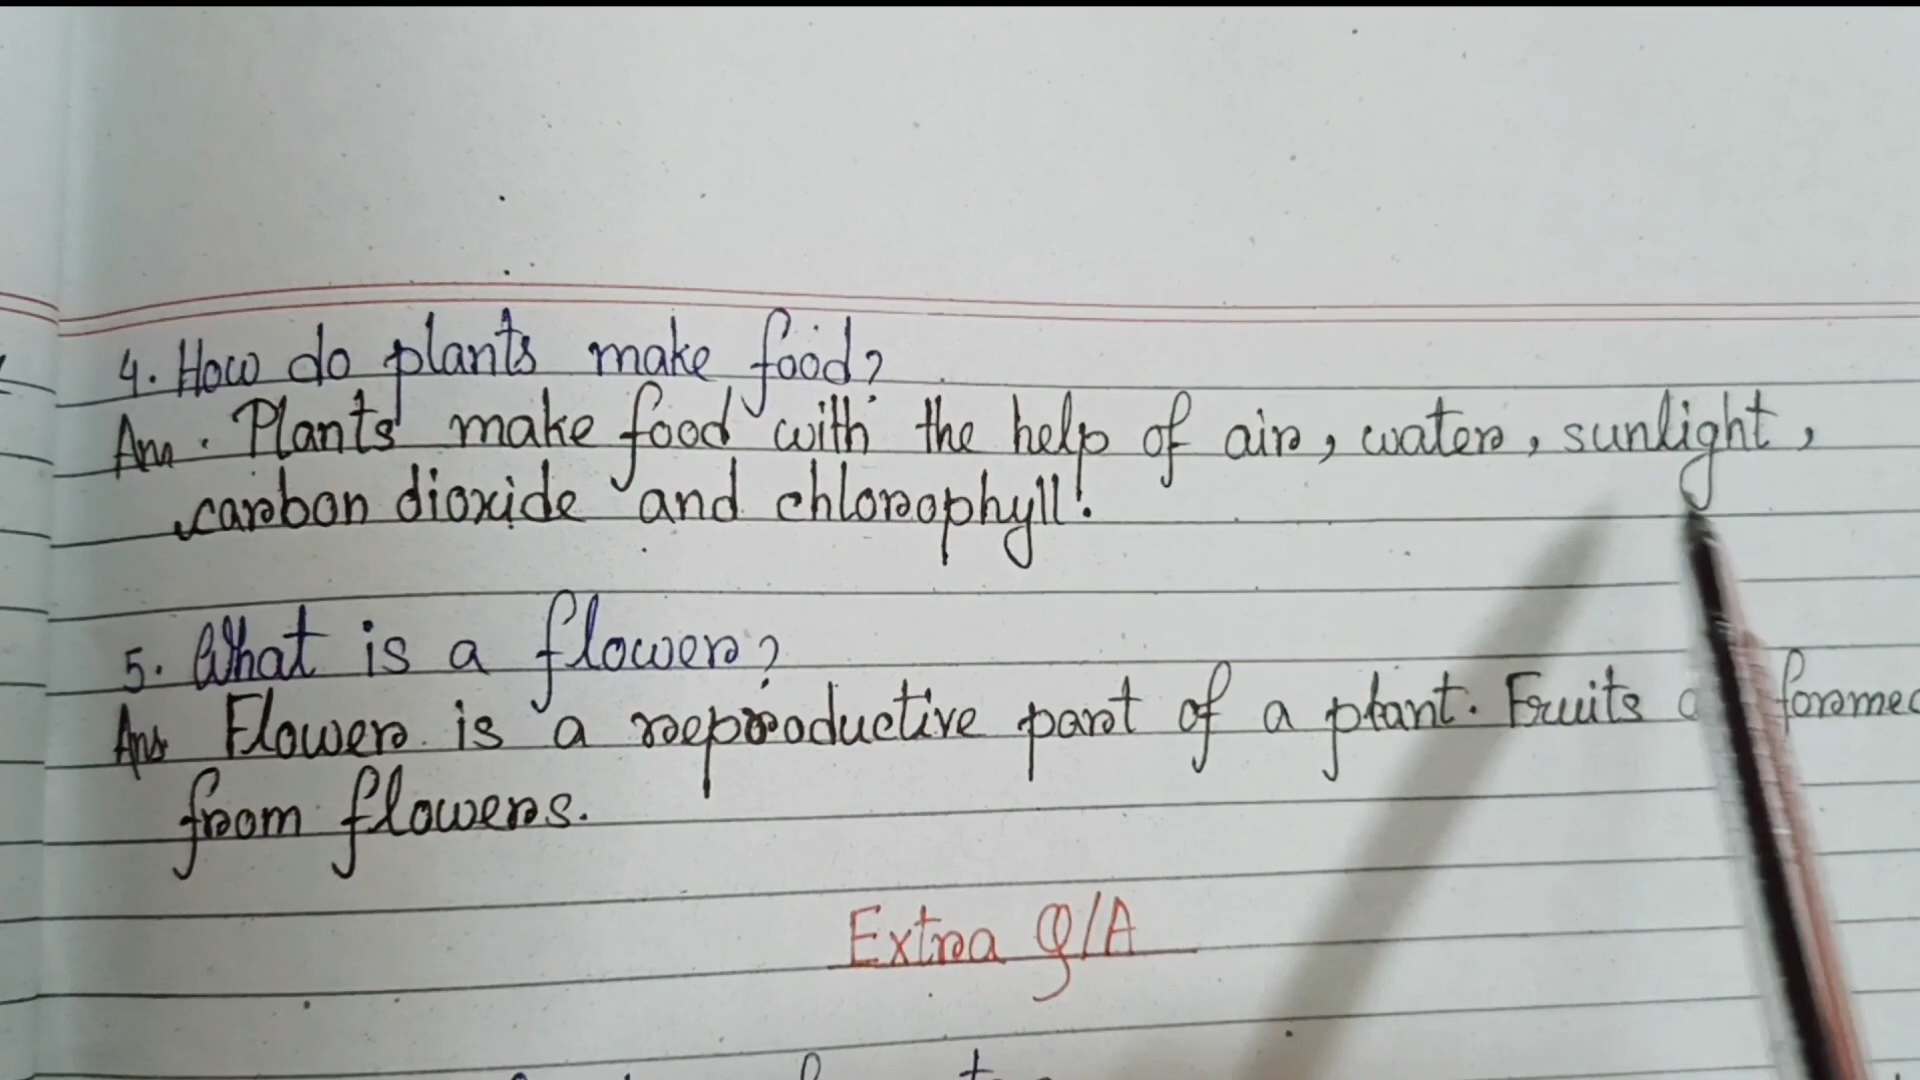 4. How do plants make food?
Ans. Plants make food with the help of air, water, sunlight,
carbon dioxide and chlorophyll.
5. What is a flower?
Ans Flower is a reproductive part of a plant. Fruits formed
from flowers.
Extra Q/A